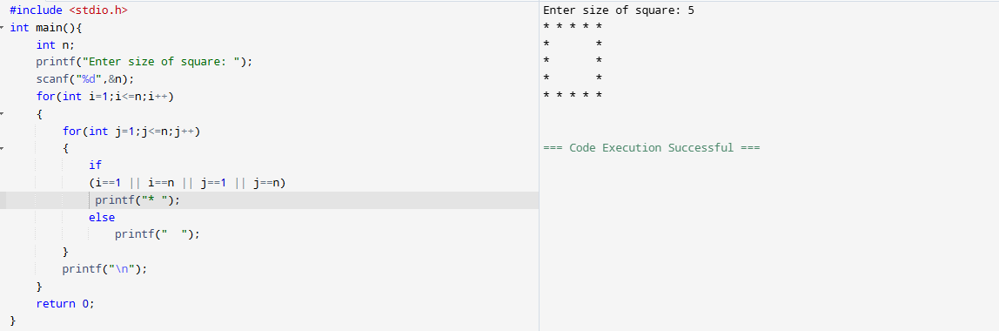 #include <stdio.h>
int main(){
    int n;
    printf("Enter size of square: ");
    scanf("%d",&n);
    for(int i=1;i<=n;i++)
    {
        for(int j=1;j<=n;j++)
        {
            if
            (i==1 || i==n || j==1 || j==n)
             printf("* ");
            else
                printf("  ");
        }
        printf("\n");
    }
    return 0;
}
Enter size of square: 5
* * * * *
*       *
*       *
*       *
* * * * *
=== Code Execution Successful ===